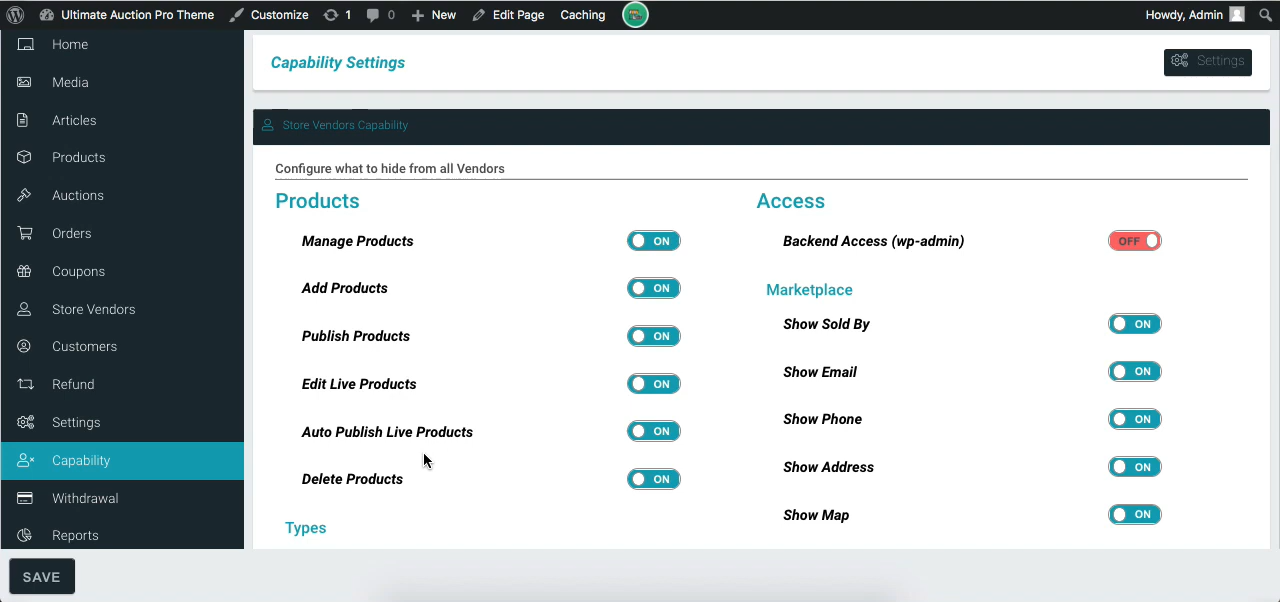 Ultimate Auction Pro Theme Customize 1 0 New Edit Page Caching Howdy, Admin
Home
Media
Articles
Products
Auctions
Orders
Coupons
Store Vendors
Customers
Refund
Settings
Capability
Withdrawal
Reports
SAVE
Capability Settings
Settings
Store Vendors Capability
Configure what to hide from all Vendors
Products
Manage Products ON
Add Products ON
Publish Products ON
Edit Live Products ON
Auto Publish Live Products ON
Delete Products ON
Types
Access
Backend Access (wp-admin) OFF
Marketplace
Show Sold By ON
Show Email ON
Show Phone ON
Show Address ON
Show Map ON